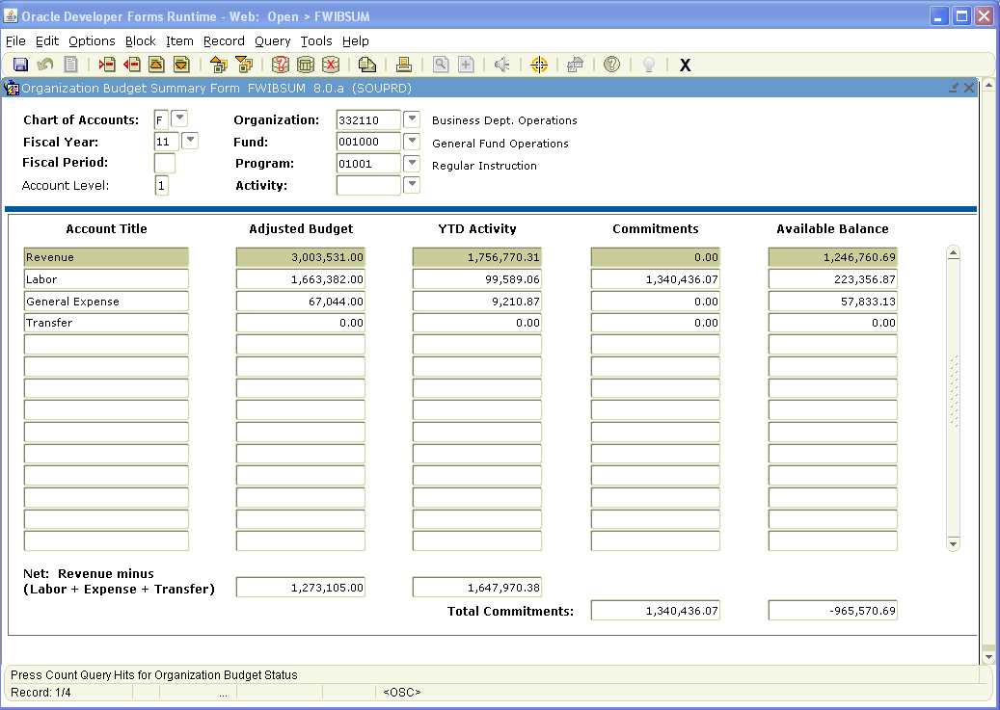 Oracle Developer Forms Runtime - Web: Open > FWIBSUM
File Edit Options Block Item Record Query Tools Help
X
Organization Budget Summary Form FWIBSUM 8.0.a (SOUPRD)
Chart of Accounts: F Organization: 332110 Business Dept. Operations
Fiscal Year: 11 Fund: 001000 General Fund Operations
Fiscal Period: Program: 01001 Regular Instruction
Account Level: 1 Activity:
Account Title Adjusted Budget YTD Activity Commitments Available Balance
Revenue 3,003,531.00 1,756,770.31 0.00 1,246,760.69
Labor 1,663,382.00 99,589.06 1,340,436.07 223,356.87
General Expense 67,044.00 9,210.87 0.00 57,833.13
Transfer 0.00 0.00 0.00 0.00
Net: Revenue minus
(Labor + Expense + Transfer) 1,273,105.00 1,647,970.38
Total Commitments: 1,340,436.07 -965,570.69
Press Count Query Hits for Organization Budget Status
Record: 1/4 ... <OSC>